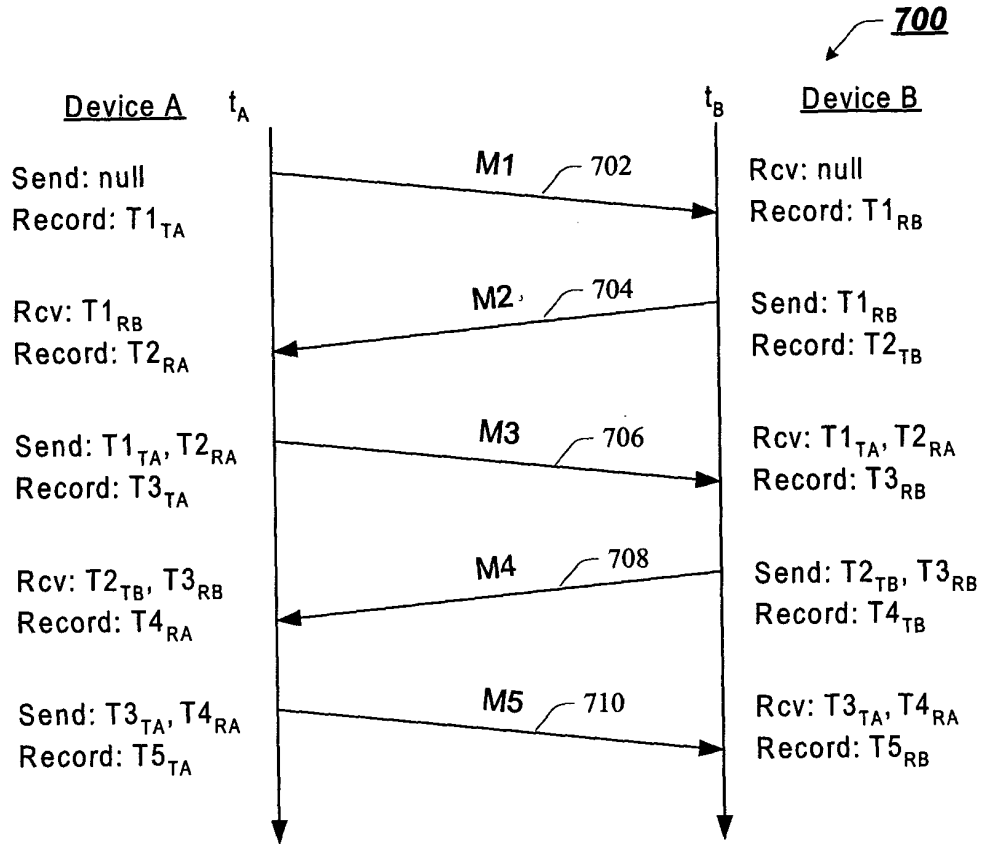 700
Device A
t_A
t_B
Device B
M1
702
Send: null
Record: T1_TA
Rcv: null
Record: T1_RB
M2
704
Rcv: T1_RB
Record: T2_RA
Send: T1_RB
Record: T2_TB
M3
706
Send: T1_TA, T2_RA
Record: T3_TA
Rcv: T1_TA, T2_RA
Record: T3_RB
M4
708
Rcv: T2_TB, T3_RB
Record: T4_RA
Send: T2_TB, T3_RB
Record: T4_TB
M5
710
Send: T3_TA, T4_RA
Record: T5_TA
Rcv: T3_TA, T4_RA
Record: T5_RB